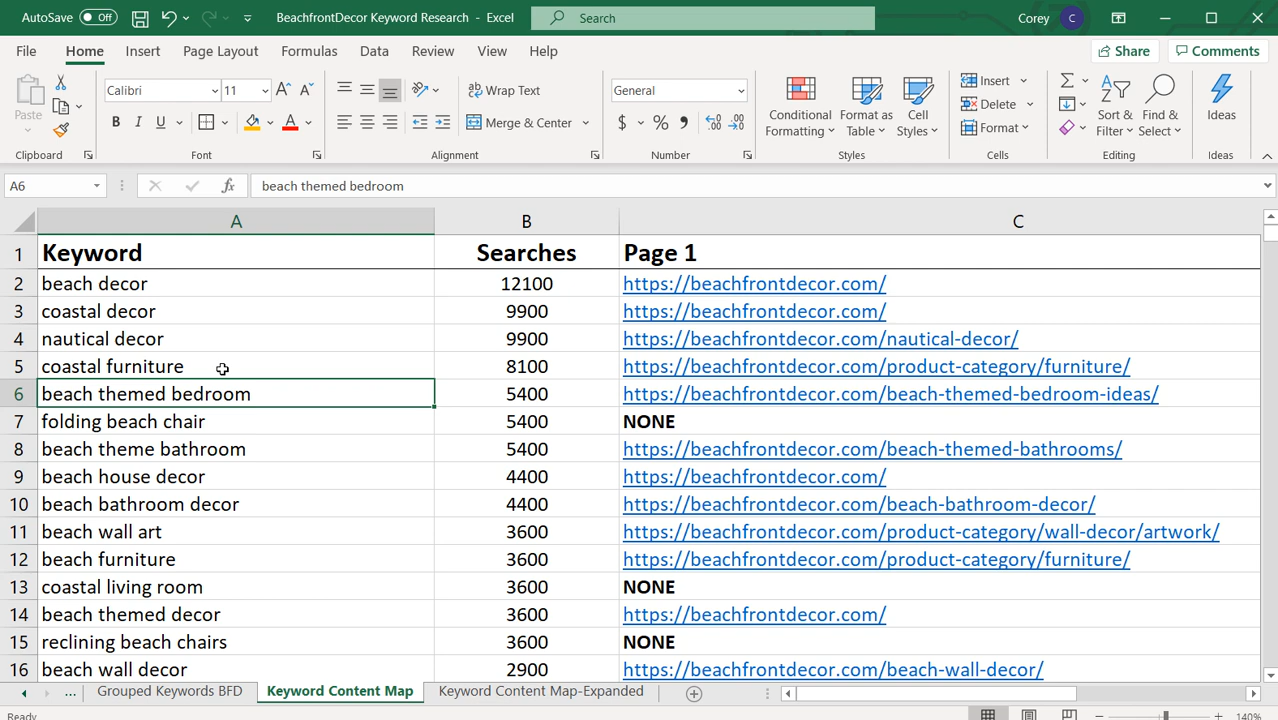 AutoSave Off BeachfrontDecor Keyword Research - Excel Search Corey C
File Home Insert Page Layout Formulas Data Review View Help Share Comments
Calibri 11 Wrap Text General Insert
Paste B I U Merge & Center $ % Conditional Formatting Format as Table Cell Styles Delete Format Sort & Filter Find & Select Ideas
Clipboard Font Alignment Number Styles Cells Editing Ideas
A6 fx beach themed bedroom
A B C
1 Keyword Searches Page 1
2 beach decor 12100 https://beachfrontdecor.com/
3 coastal decor 9900 https://beachfrontdecor.com/
4 nautical decor 9900 https://beachfrontdecor.com/nautical-decor/
5 coastal furniture 8100 https://beachfrontdecor.com/product-category/furniture/
6 beach themed bedroom 5400 https://beachfrontdecor.com/beach-themed-bedroom-ideas/
7 folding beach chair 5400 NONE
8 beach theme bathroom 5400 https://beachfrontdecor.com/beach-themed-bathrooms/
9 beach house decor 4400 https://beachfrontdecor.com/
10 beach bathroom decor 4400 https://beachfrontdecor.com/beach-bathroom-decor/
11 beach wall art 3600 https://beachfrontdecor.com/product-category/wall-decor/artwork/
12 beach furniture 3600 https://beachfrontdecor.com/product-category/furniture/
13 coastal living room 3600 NONE
14 beach themed decor 3600 https://beachfrontdecor.com/
15 reclining beach chairs 3600 NONE
16 beach wall decor 2900 https://beachfrontdecor.com/beach-wall-decor/
... Grouped Keywords BFD Keyword Content Map Keyword Content Map-Expanded
Ready 140%